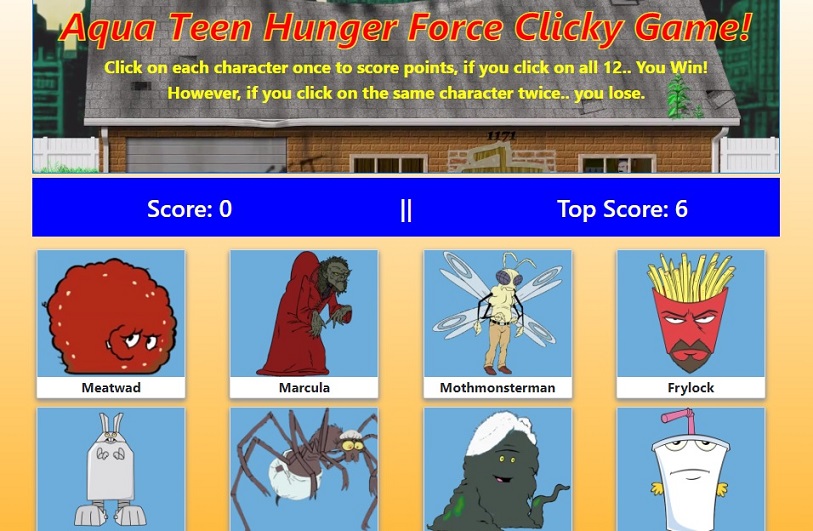 Aqua Teen Hunger Force Clicky Game!
Click on each character once to score points, if you click on all 12.. You Win!
However, if you click on the same character twice.. you lose.
1171
Score: 0 || Top Score: 6
Meatwad Marcula Mothmonsterman Frylock